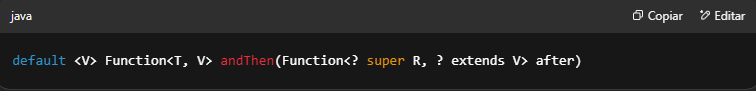 java
Copiar
Editar
default <V> Function<T, V> andThen(Function<? super R, ? extends V> after)